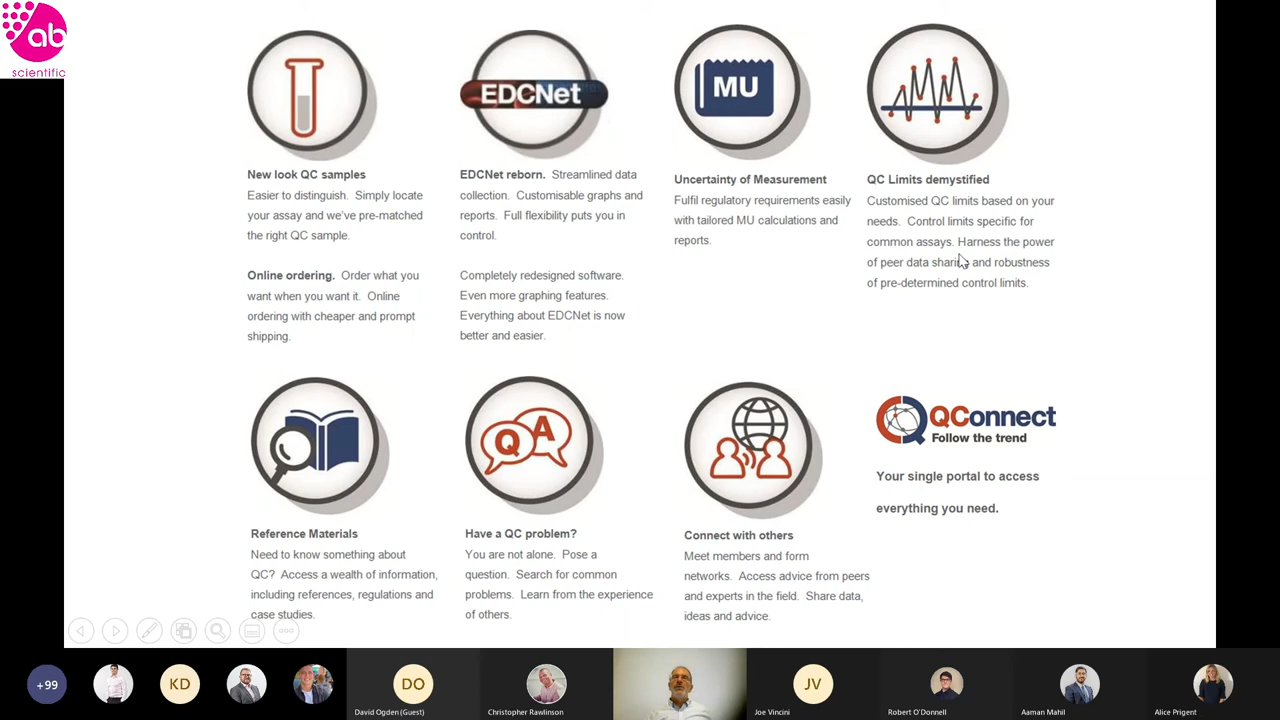 ab
scientific
EDCNet
MU
New look QC samples
Easier to distinguish. Simply locate
your assay and we've pre-matched
the right QC sample.
Online ordering. Order what you
want when you want it. Online
ordering with cheaper and prompt
shipping.
EDCNet reborn. Streamlined data
collection. Customisable graphs and
reports. Full flexibility puts you in
control.
Completely redesigned software.
Even more graphing features.
Everything about EDCNet is now
better and easier.
Uncertainty of Measurement
Fulfil regulatory requirements easily
with tailored MU calculations and
reports.
QC Limits demystified
Customised QC limits based on your
needs. Control limits specific for
common assays. Harness the power
of peer data sharing and robustness
of pre-determined control limits.
Q A
Reference Materials
Need to know something about
QC? Access a wealth of information,
including references, regulations and
case studies.
Have a QC problem?
You are not alone. Pose a
question. Search for common
problems. Learn from the experience
of others.
Connect with others
Meet members and form
networks. Access advice from peers
and experts in the field. Share data,
ideas and advice.
QConnect
Follow the trend
Your single portal to access
everything you need.
+99
KD
DO
David Ogden (Guest)
Christopher Rawlinson
JV
Joe Vincini
Robert O'Donnell
Aaman Mahil
Alice Prigent